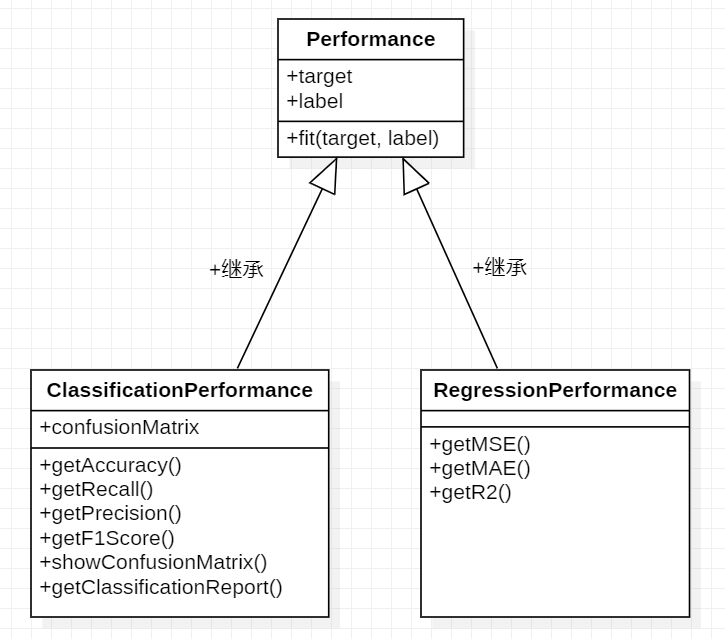 Performance
+target
+label
+fit(target, label)
+继承
+继承
ClassificationPerformance
+confusionMatrix
+getAccuracy()
+getRecall()
+getPrecision()
+getF1Score()
+showConfusionMatrix()
+getClassificationReport()
RegressionPerformance
+getMSE()
+getMAE()
+getR2()